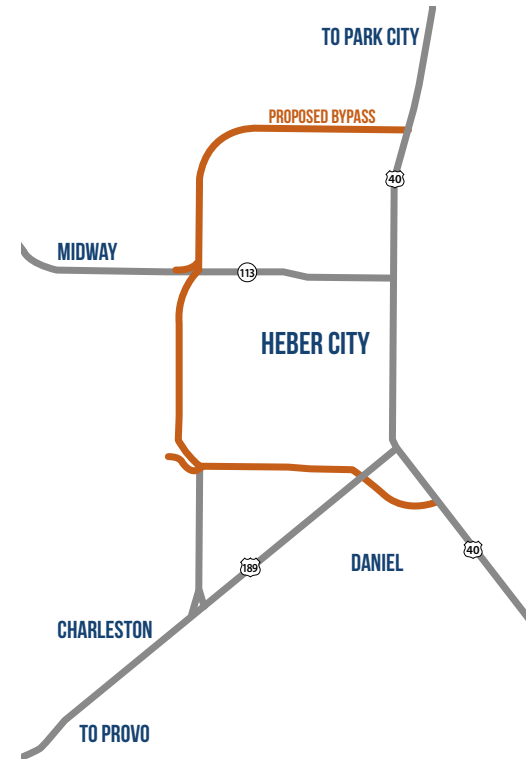 TO PARK CITY
PROPOSED BYPASS
40
MIDWAY
113
HEBER CITY
40
DANIEL
189
CHARLESTON
TO PROVO